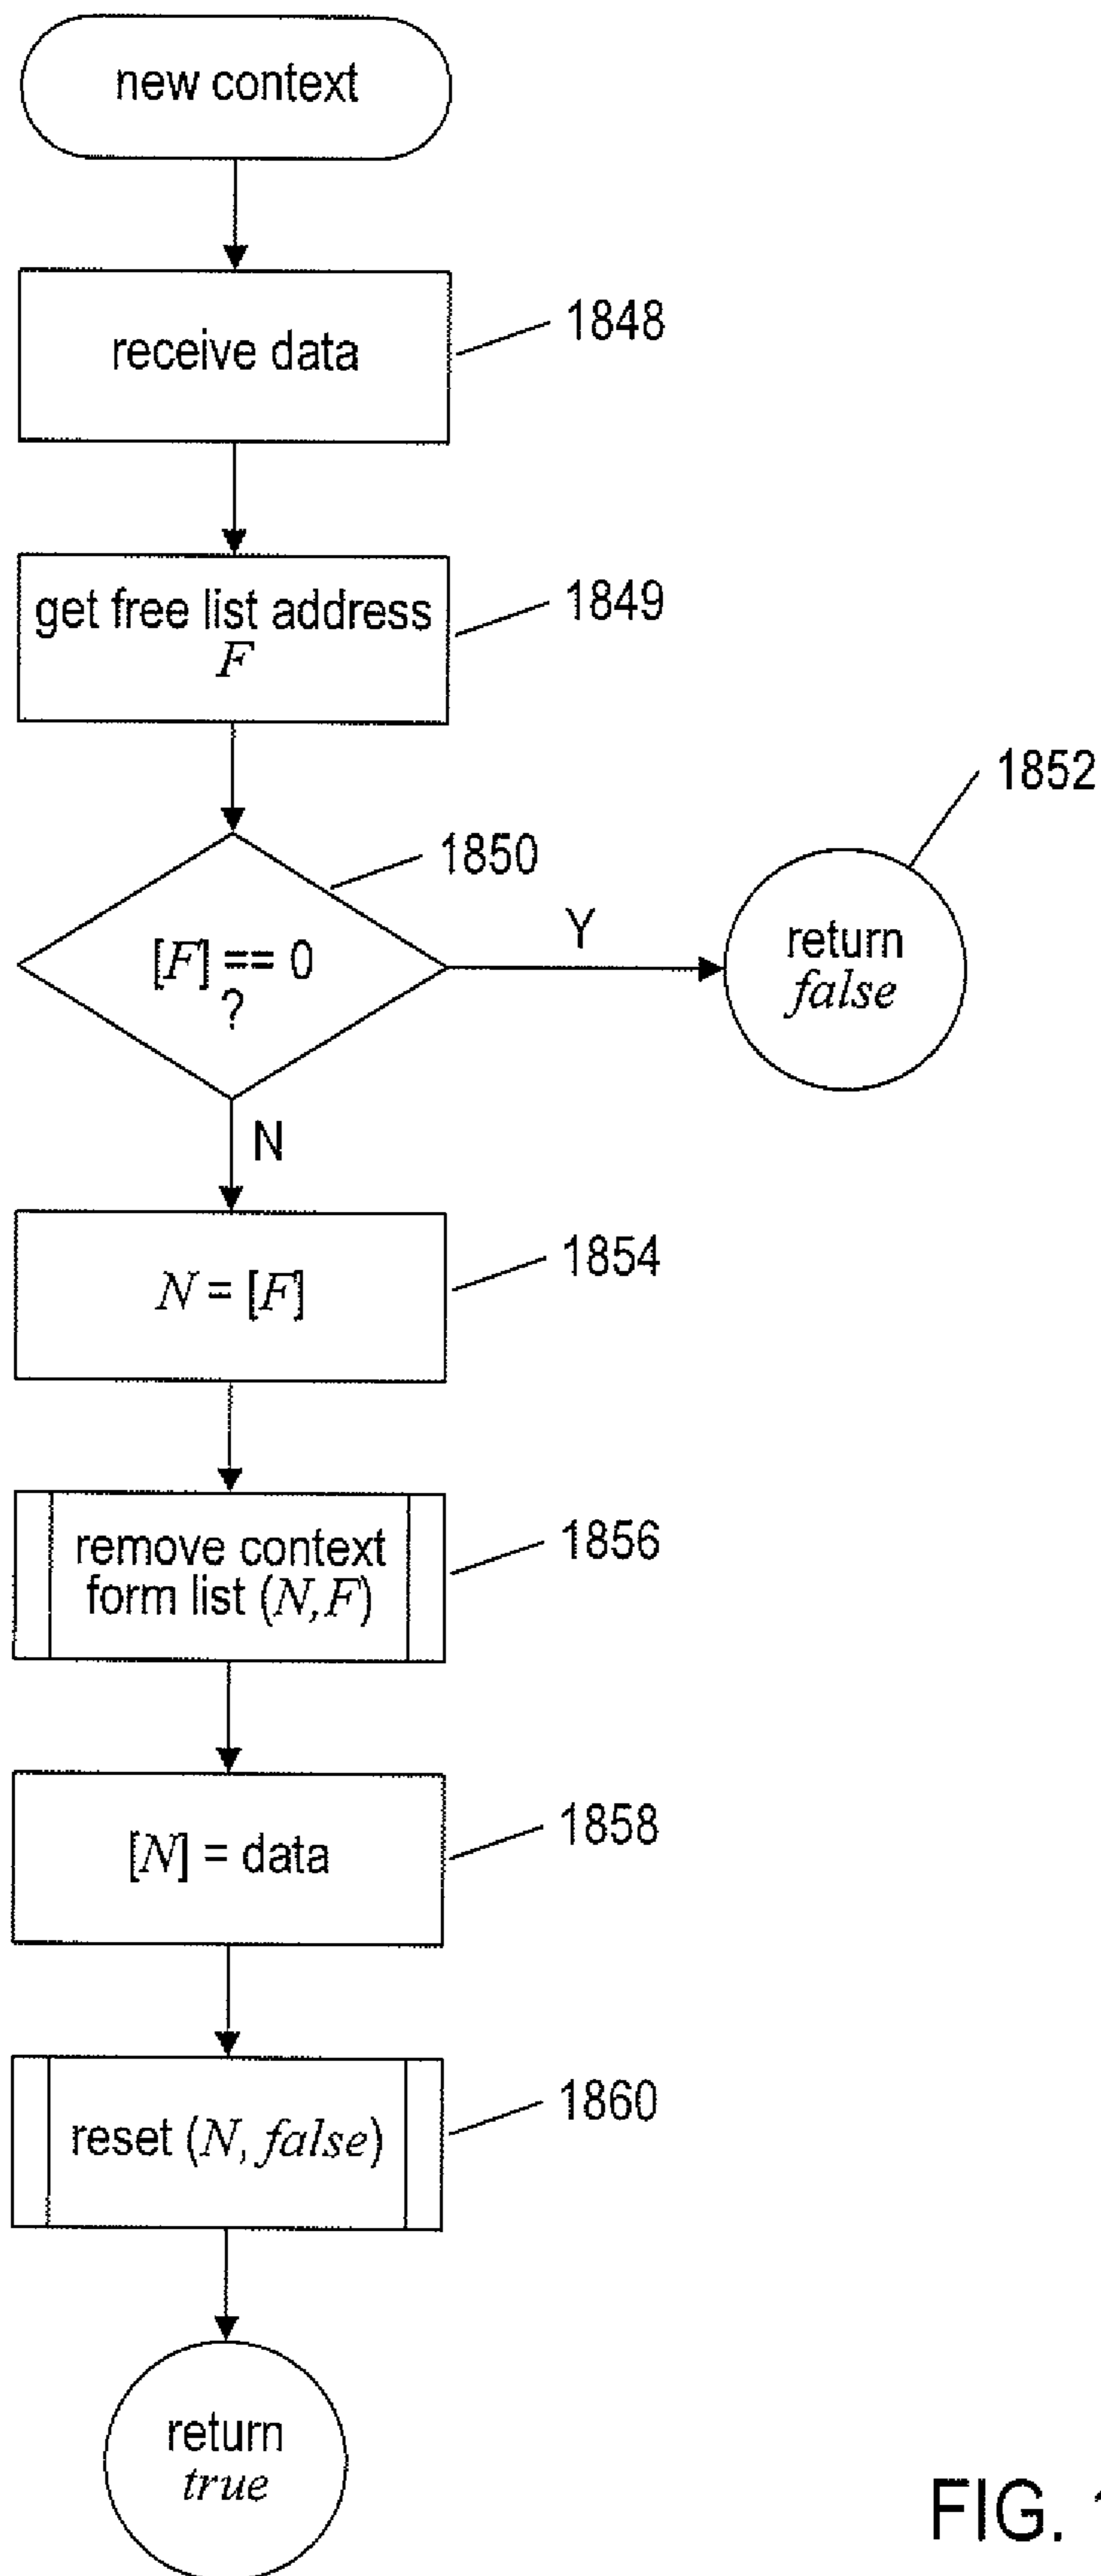 new context
receive data
1848
get free list address
F
1849
1850
[F] == 0
?
Y
1852
return
false
N
N = [F]
1854
remove context
form list (N,F)
1856
[N] = data
1858
reset (N, false)
1860
return
true
FIG.